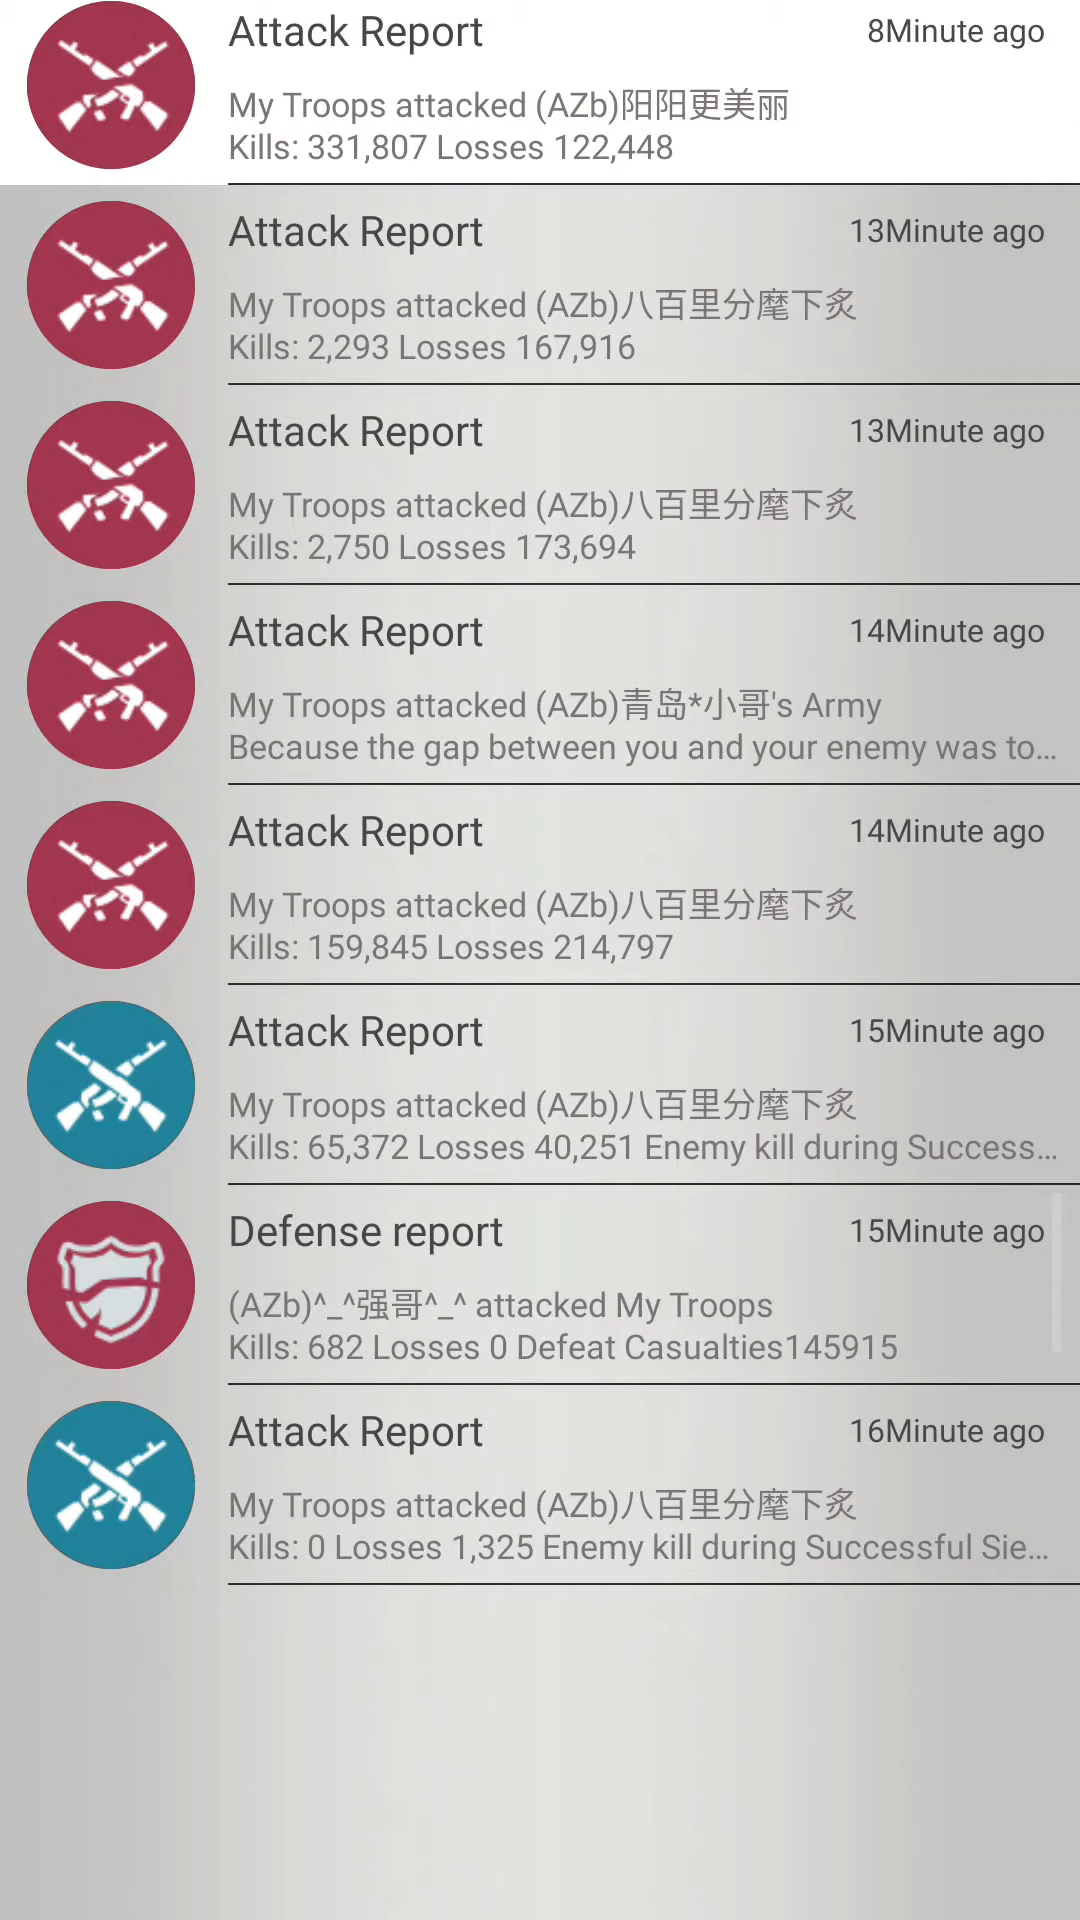 Attack Report
8Minute ago
My Troops attacked (AZb)阳阳更美丽
Kills: 331,807 Losses 122,448
Attack Report
13Minute ago
My Troops attacked (AZb)八百里分麾下炙
Kills: 2,293 Losses 167,916
Attack Report
13Minute ago
My Troops attacked (AZb)八百里分麾下炙
Kills: 2,750 Losses 173,694
Attack Report
14Minute ago
My Troops attacked (AZb)青岛*小哥's Army
Because the gap between you and your enemy was to...
Attack Report
14Minute ago
My Troops attacked (AZb)八百里分麾下炙
Kills: 159,845 Losses 214,797
Attack Report
15Minute ago
My Troops attacked (AZb)八百里分麾下炙
Kills: 65,372 Losses 40,251 Enemy kill during Success...
Defense report
15Minute ago
(AZb)^_^强哥^_^ attacked My Troops
Kills: 682 Losses 0 Defeat Casualties145915
Attack Report
16Minute ago
My Troops attacked (AZb)八百里分麾下炙
Kills: 0 Losses 1,325 Enemy kill during Successful Sie...